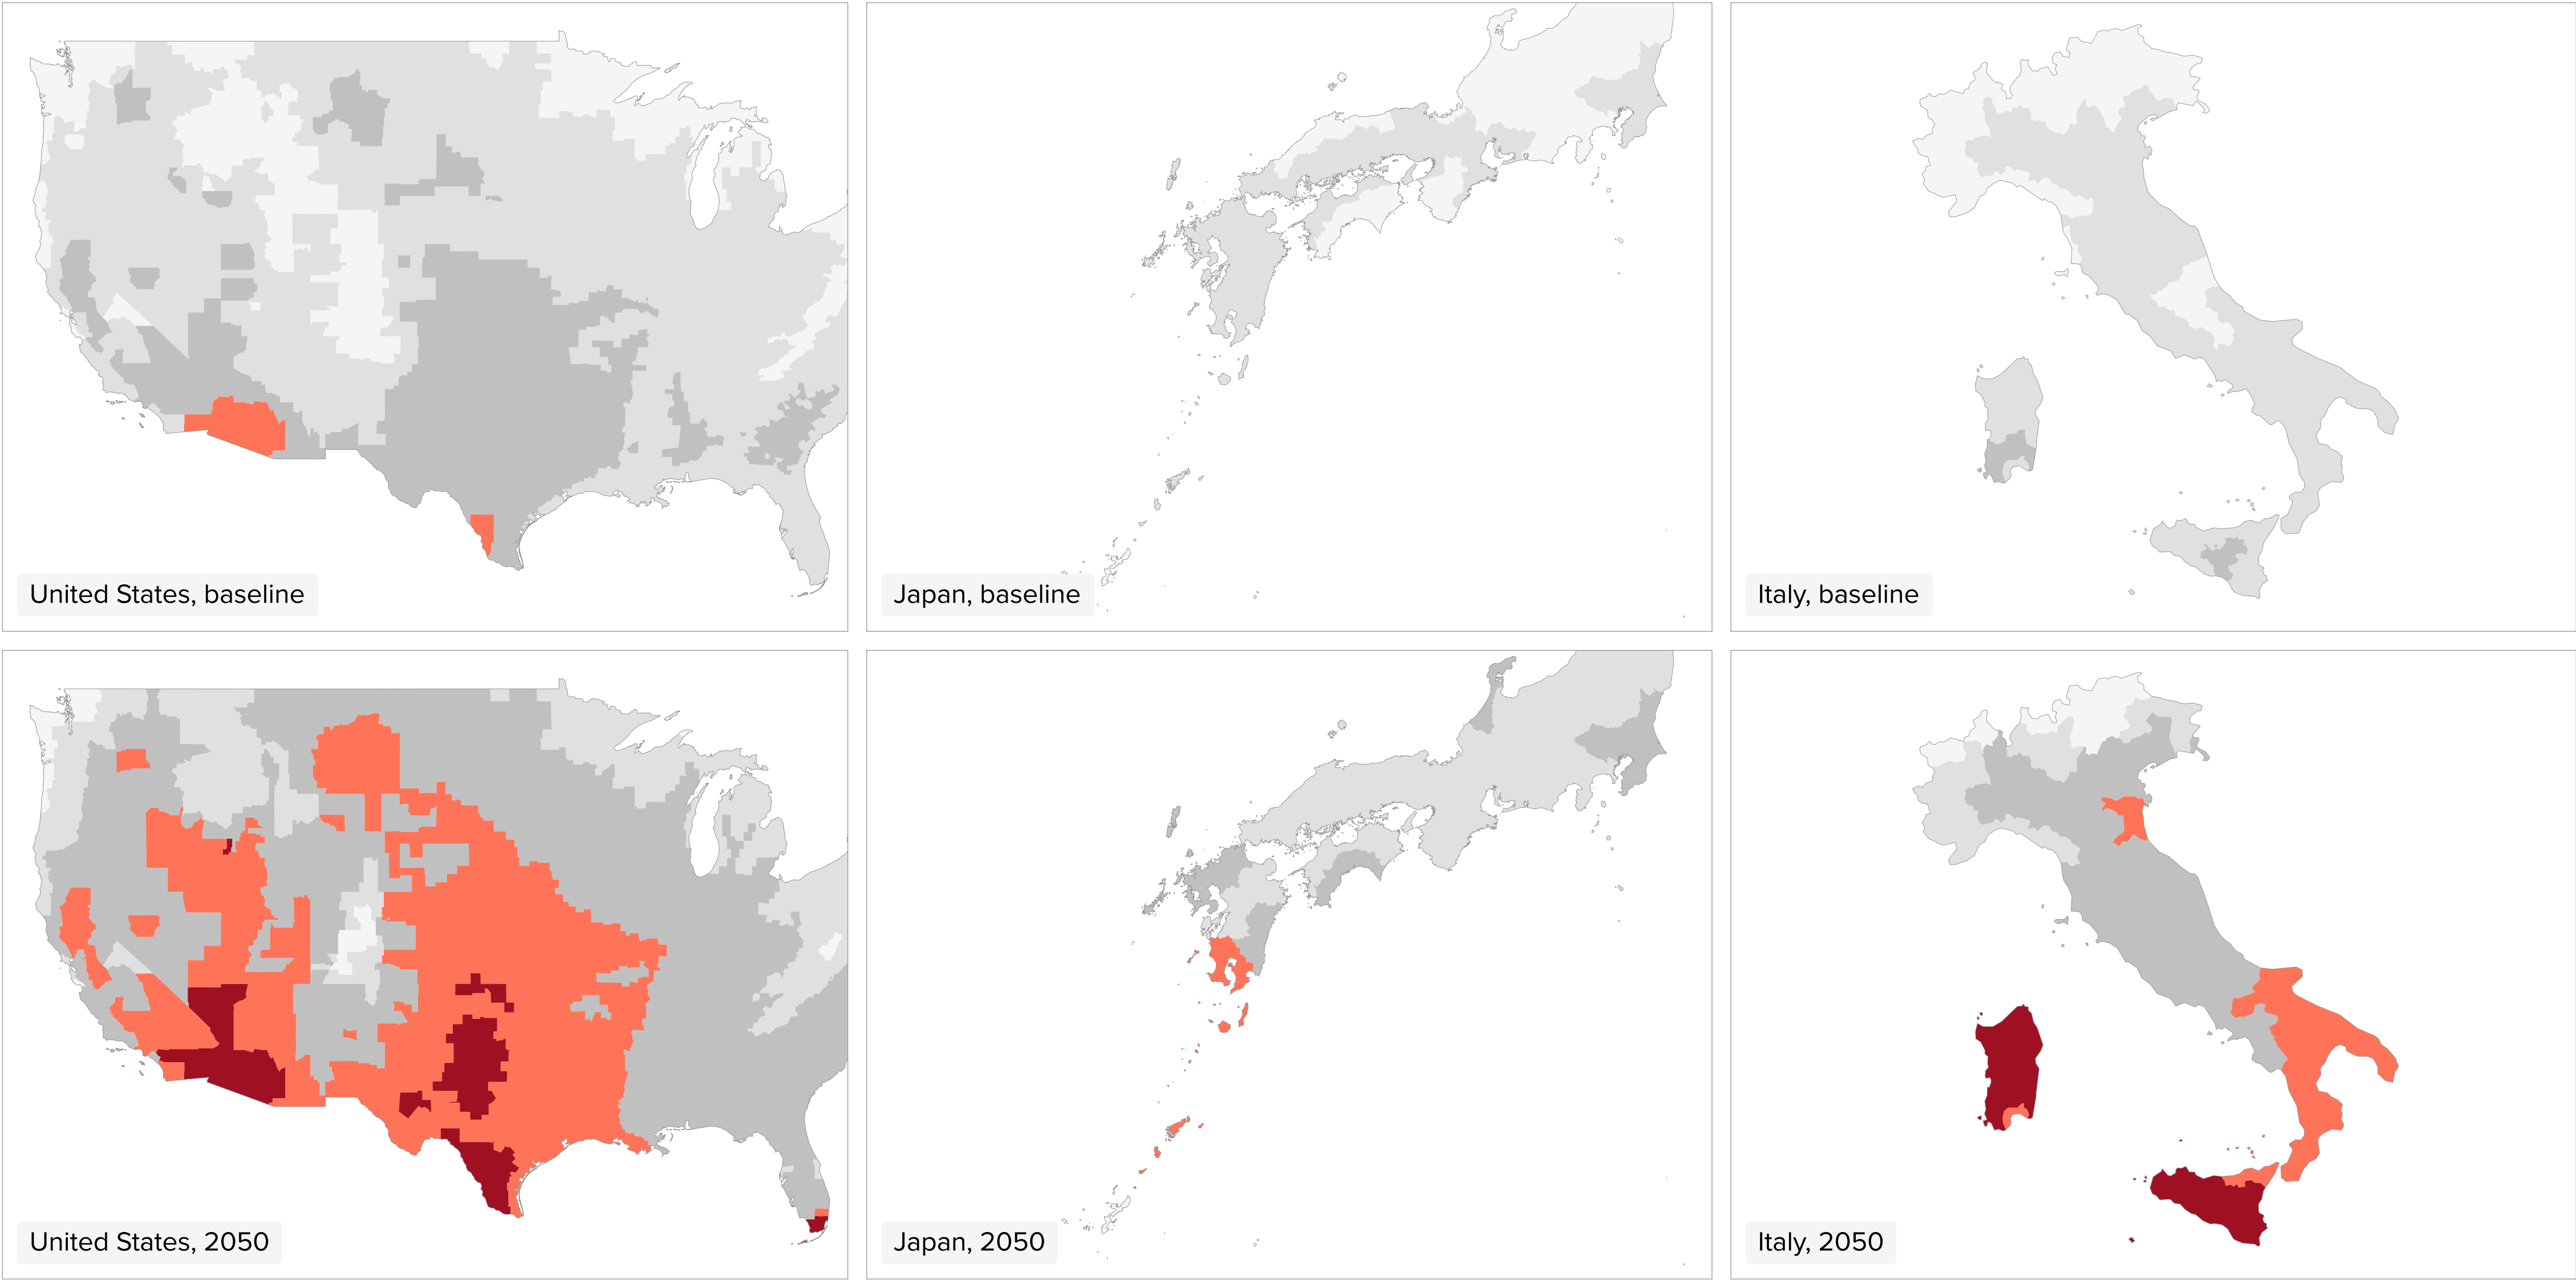 United States, baseline
Japan, baseline
Italy, baseline
United States, 2050
Japan, 2050
Italy, 2050